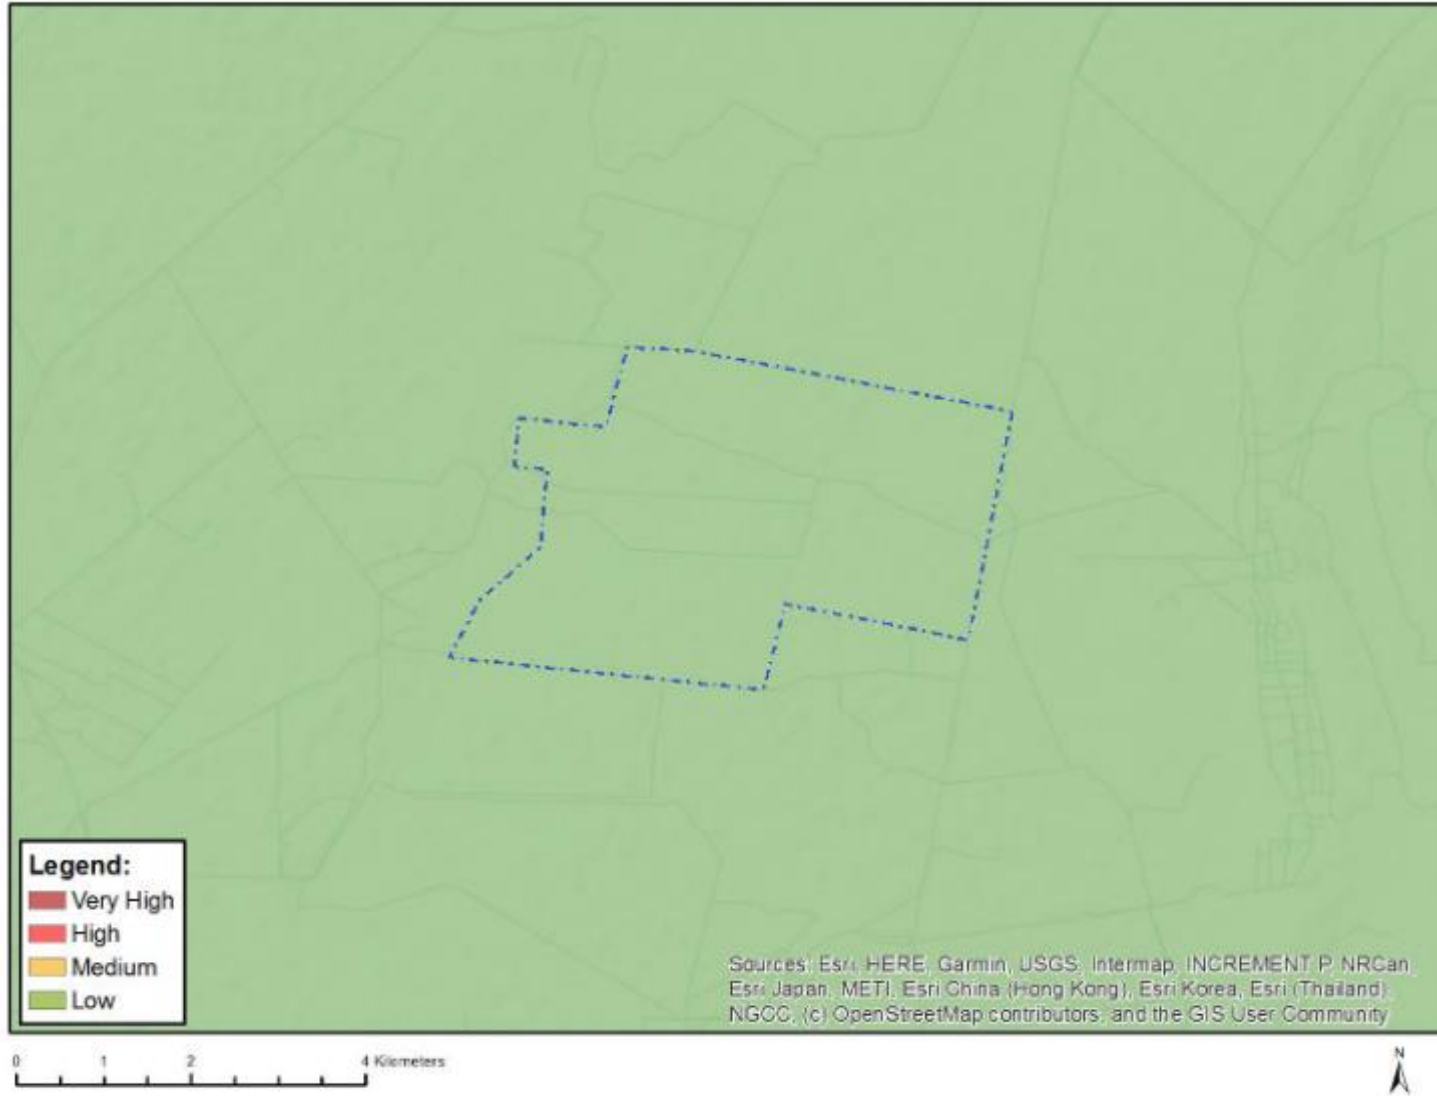 Legend:
Very High
High
Medium
Low
Sources: Esri, HERE, Garmin, USGS, Intermap, INCREMENT P, NRCan,
Esri Japan, METI, Esri China (Hong Kong), Esri Korea, Esri (Thailand),
NGCC, (c) OpenStreetMap contributors, and the GIS User Community
0 1 2 4 Kilometers
N